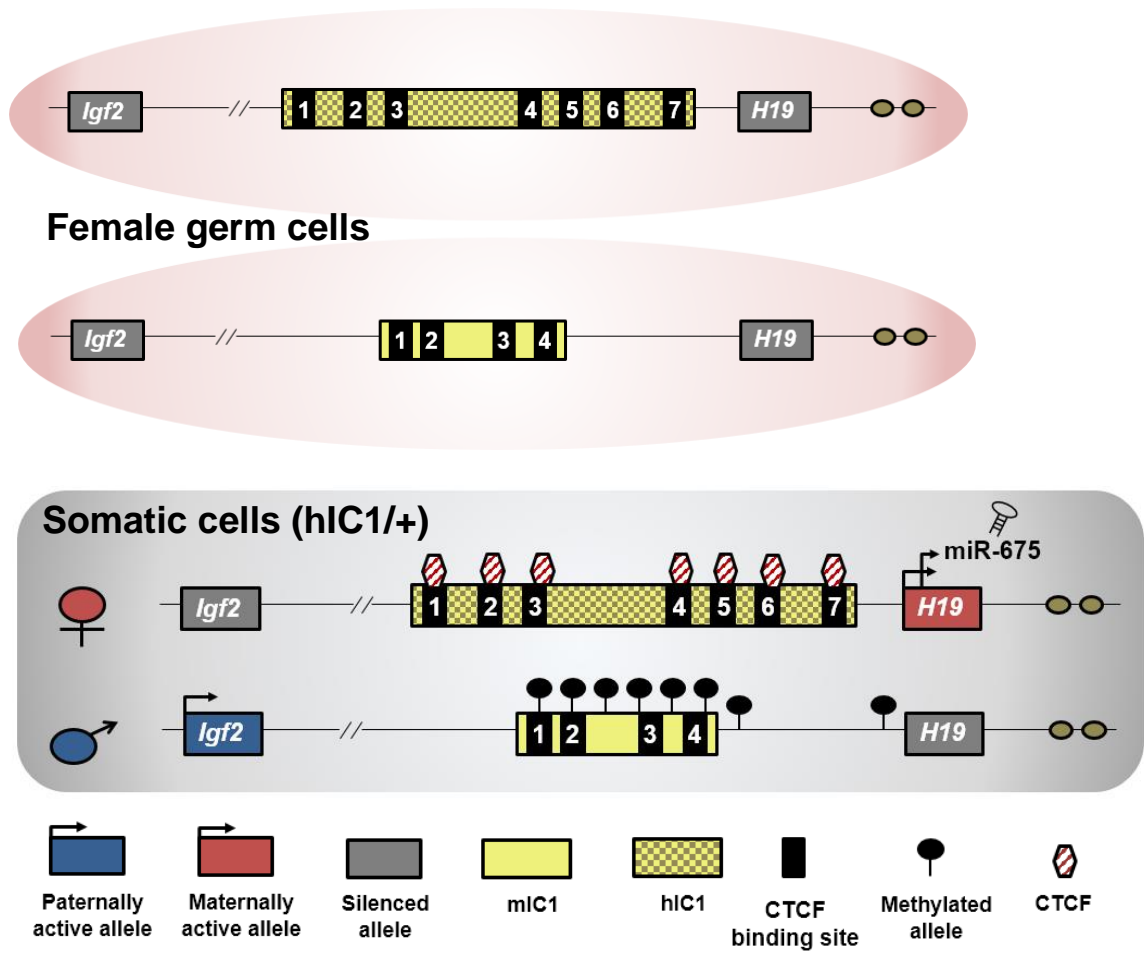 Igf2 // 1 2 3 4 5 6 7 H19
Female germ cells
Igf2 // 1 2 3 4 H19
Somatic cells (hIC1/+)
miR-675
Igf2 // 1 2 3 4 5 6 7 H19
Igf2 // 1 2 3 4 H19
Paternally
active allele
Maternally
active allele
Silenced
allele
mIC1
hIC1
CTCF
binding site
Methylated
allele
CTCF